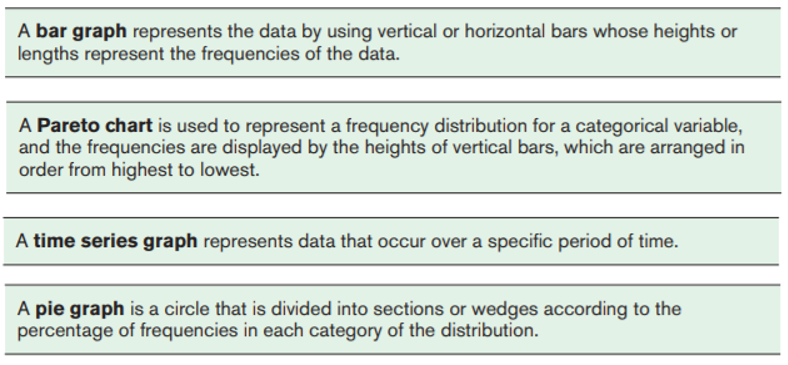 A bar graph represents the data by using vertical or horizontal bars whose heights or
lengths represent the frequencies of the data.
A Pareto chart is used to represent a frequency distribution for a categorical variable,
and the frequencies are displayed by the heights of vertical bars, which are arranged in
order from highest to lowest.
A time series graph represents data that occur over a specific period of time.
A pie graph is a circle that is divided into sections or wedges according to the
percentage of frequencies in each category of the distribution.